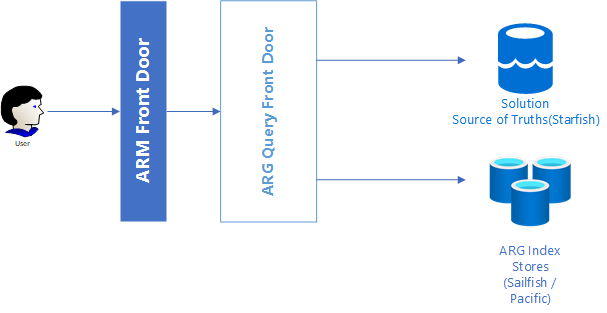 User
ARM Front Door
ARG Query Front Door
Solution
Source of Truths(Starfish)
ARG Index
Stores
(Sailfish /
Pacific)